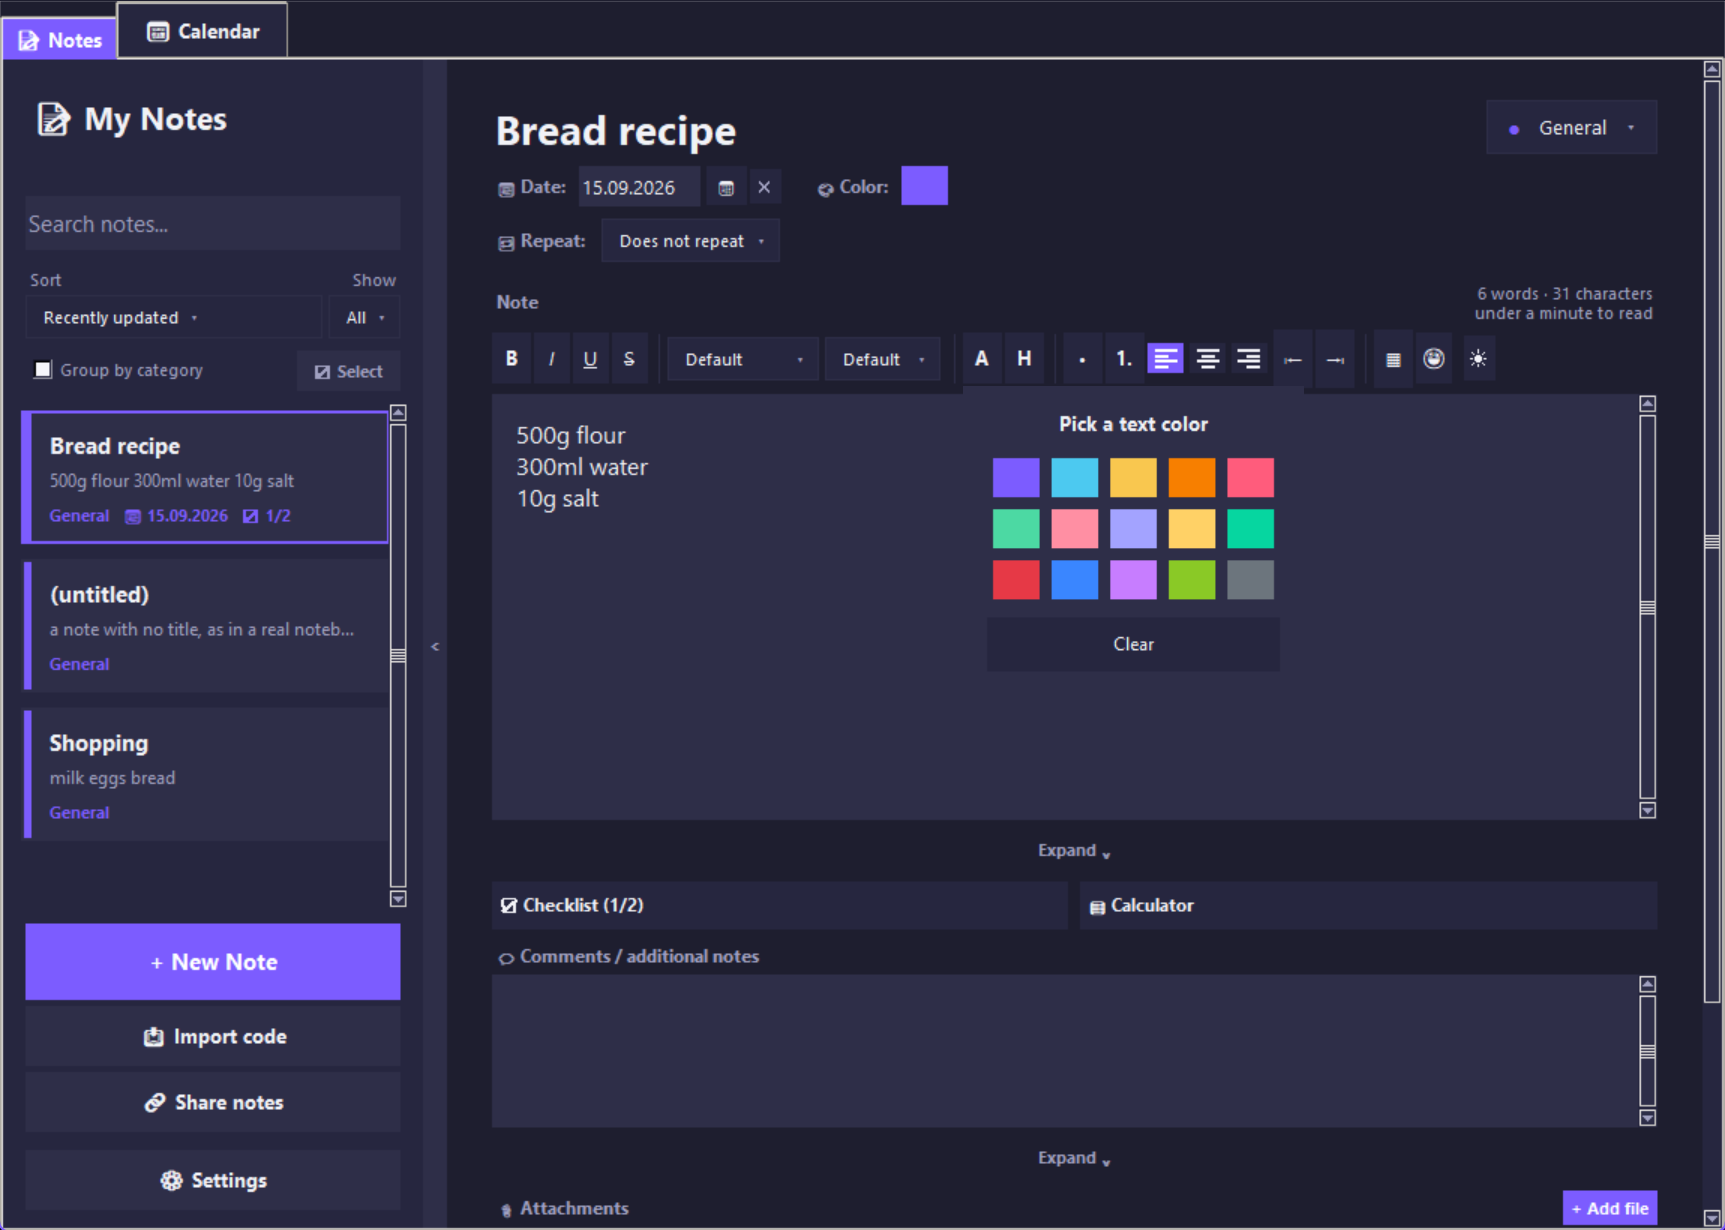 Notes
Calendar
My Notes
Search notes...
Sort
Show
Recently updated
All
Group by category
Select
Bread recipe
500g flour 300ml water 10g salt
General 15.09.2026 1/2
(untitled)
a note with no title, as in a real noteb...
General
Shopping
milk eggs bread
General
+ New Note
Import code
Share notes
Settings
<
Bread recipe
General
Date: 15.09.2026
Color:
Repeat: Does not repeat
Note
6 words · 31 characters
under a minute to read
B I U S Default Default A H • 1.
500g flour
300ml water
10g salt
Pick a text color
Clear
Expand
Checklist (1/2)
Calculator
Comments / additional notes
Expand
Attachments
+ Add file